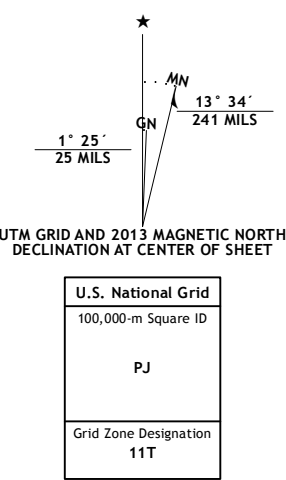 ★
MN
GN
13° 34´
241 MILS
1° 25´
25 MILS
UTM GRID AND 2013 MAGNETIC NORTH
DECLINATION AT CENTER OF SHEET
U.S. National Grid
100,000-m Square ID
PJ
Grid Zone Designation
11T